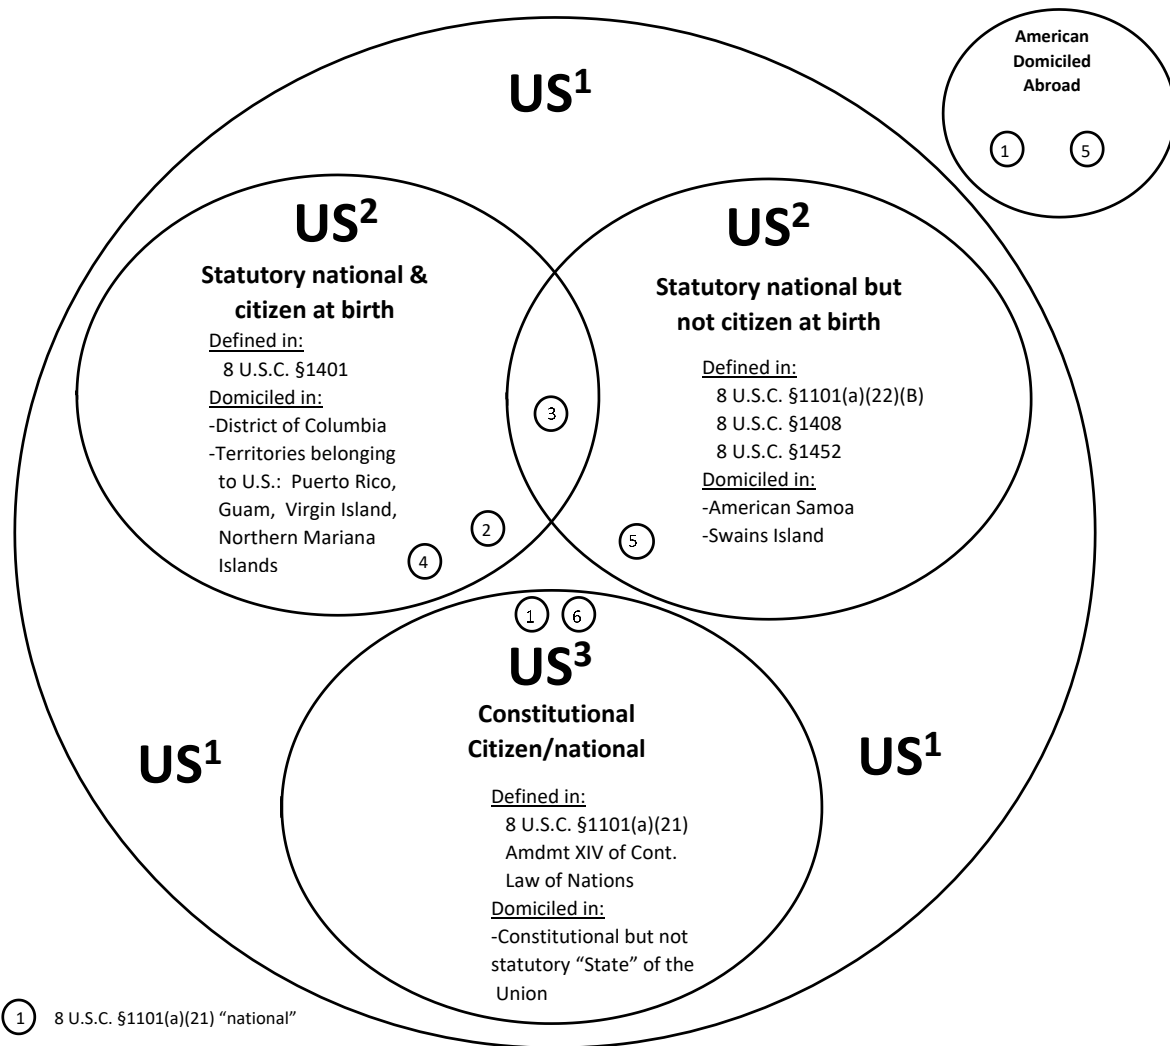 US1
American
Domiciled
Abroad
1 5
US2
Statutory national &
citizen at birth
Defined in:
8 U.S.C. §1401
Domiciled in:
-District of Columbia
-Territories belonging
to U.S.:  Puerto Rico,
Guam,  Virgin Island,
Northern Mariana
Islands
2
4
3
US2
Statutory national but
not citizen at birth
Defined in:
8 U.S.C. §1101(a)(22)(B)
8 U.S.C. §1408
8 U.S.C. §1452
Domiciled in:
-American Samoa
-Swains Island
5
1 6
US3
Constitutional
Citizen/national
Defined in:
8 U.S.C. §1101(a)(21)
Amdmt XIV of Cont.
Law of Nations
Domiciled in:
-Constitutional but not
statutory “State” of the
Union
US1
US1
1 8 U.S.C. §1101(a)(21) “national”